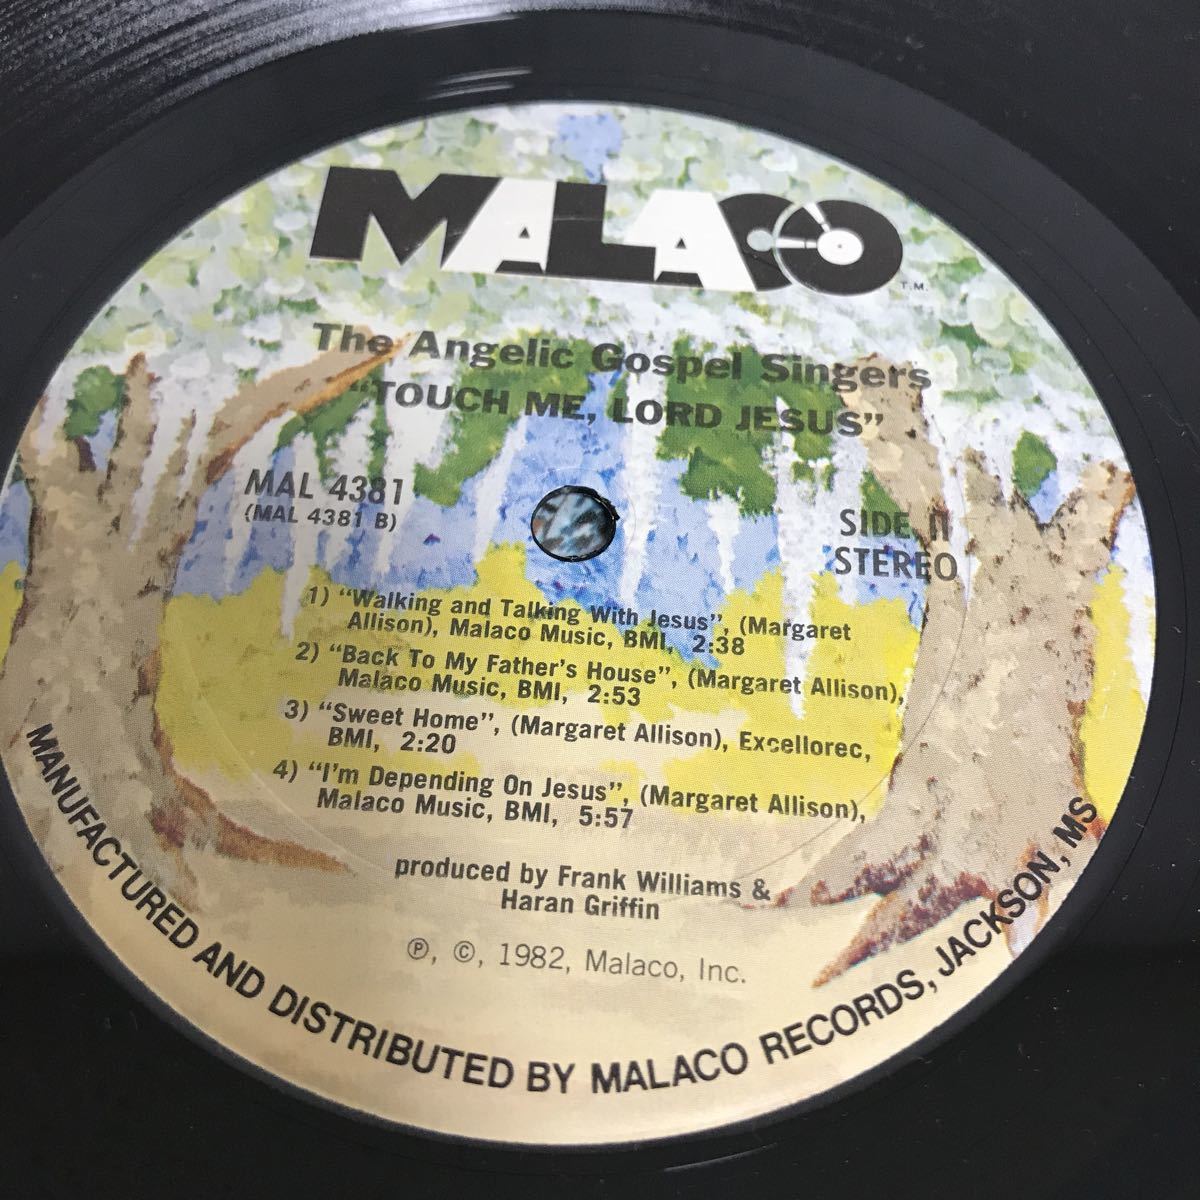 MALACO
T.M.
The Angelic Gospel Singers
"TOUCH ME, LORD JESUS"
MAL 4381
(MAL 4381 B)
SIDE II
STEREO
1) "Walking and Talking With Jesus", (Margaret
Allison), Malaco Music, BMI, 2:38
2) "Back To My Father's House", (Margaret Allison),
Malaco Music, BMI, 2:53
3) "Sweet Home", (Margaret Allison), Excellorec,
BMI, 2:20
4) "I'm Depending On Jesus", (Margaret Allison),
Malaco Music, BMI, 5:57
produced by Frank Williams &
Haran Griffin
℗, ©, 1982, Malaco, Inc.
MANUFACTURED AND DISTRIBUTED BY MALACO RECORDS, JACKSON, MS